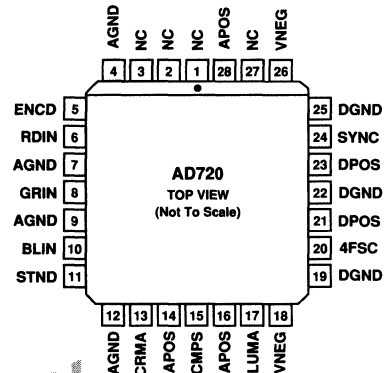 AGND NC NC NC APOS NC VNEG
4 3 2 1 28 27 26
ENCD 5
RDIN 6
AGND 7
GRIN 8
AGND 9
BLIN 10
STND 11
AD720
TOP VIEW
(Not To Scale)
25 DGND
24 SYNC
23 DPOS
22 DGND
21 DPOS
20 4FSC
19 DGND
12 13 14 15 16 17 18
AGND CRMA APOS CMPS APOS LUMA VNEG